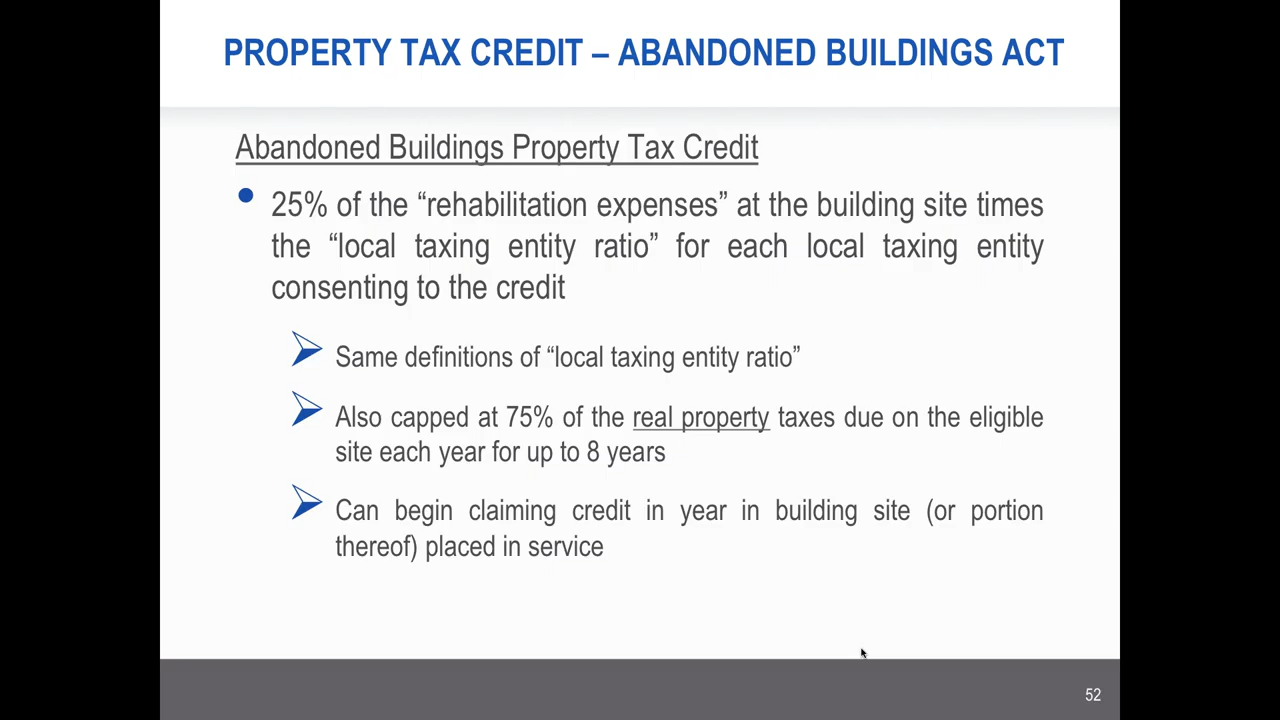 PROPERTY TAX CREDIT – ABANDONED BUILDINGS ACT
Abandoned Buildings Property Tax Credit
25% of the “rehabilitation expenses” at the building site times
the “local taxing entity ratio” for each local taxing entity
consenting to the credit
Same definitions of “local taxing entity ratio”
Also capped at 75% of the real property taxes due on the eligible
site each year for up to 8 years
Can begin claiming credit in year in building site (or portion
thereof) placed in service
52